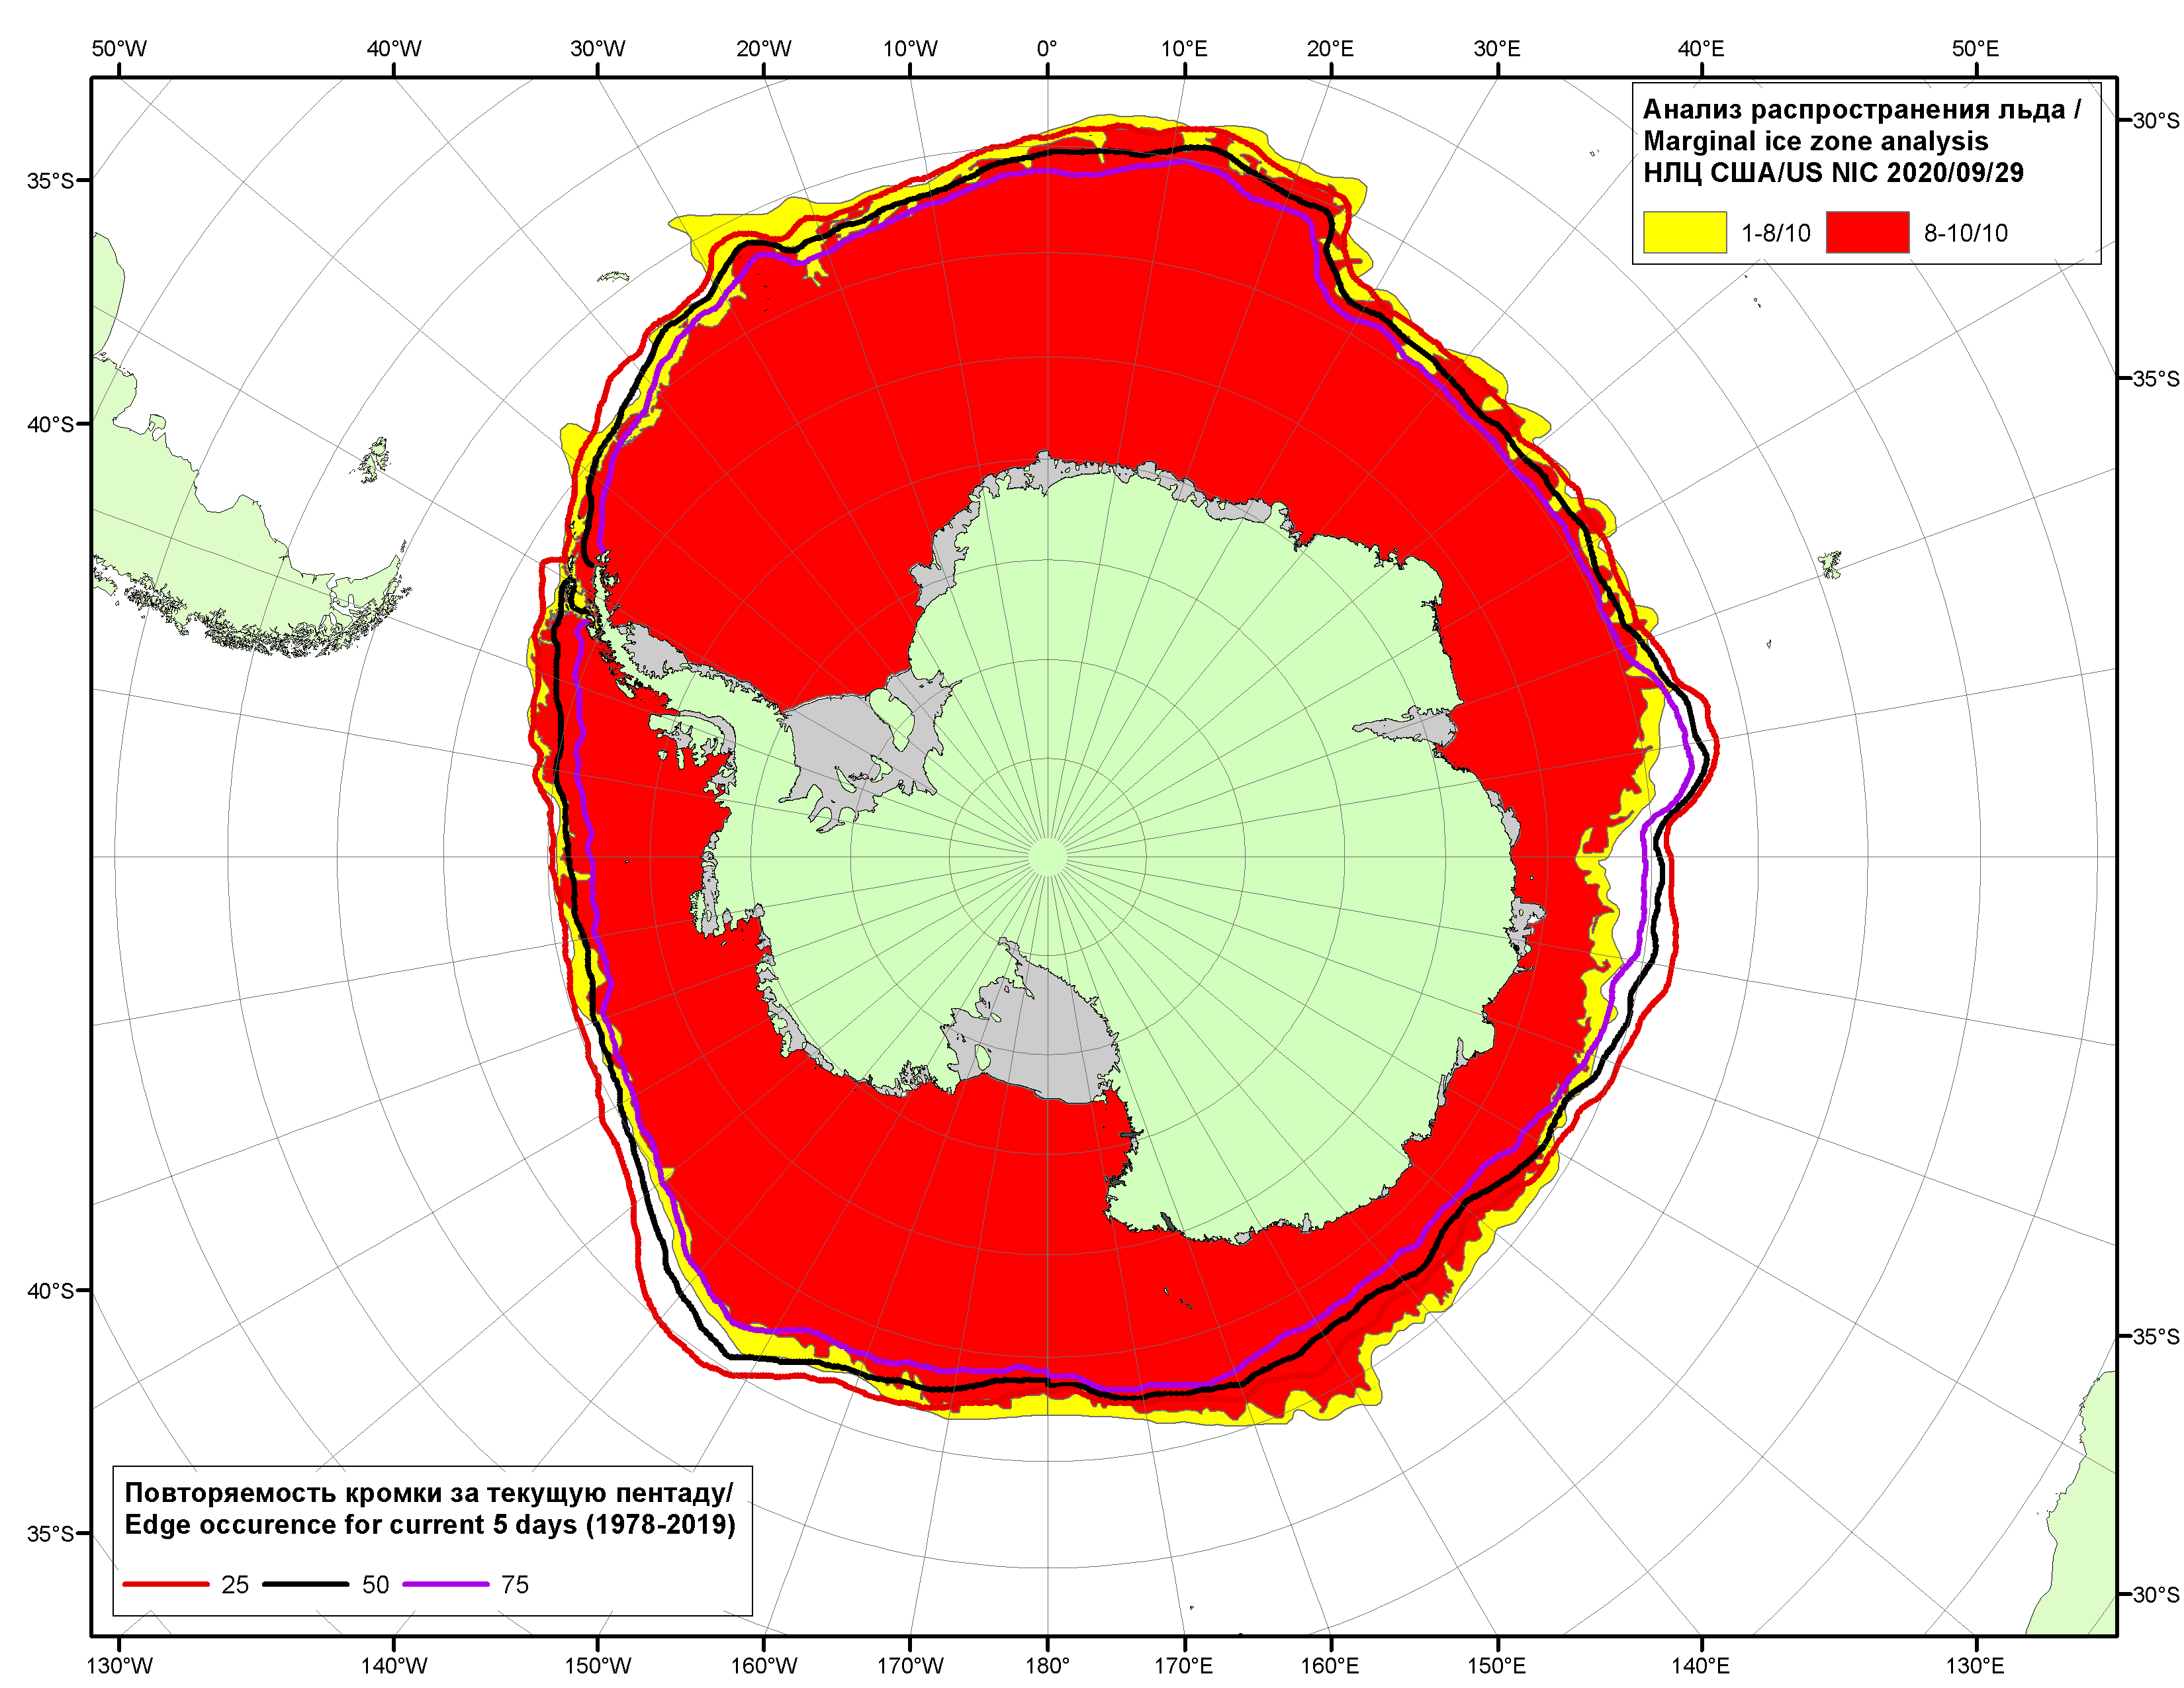 50°W 40°W 30°W 20°W 10°W 0° 10°E 20°E 30°E 40°E 50°E
Анализ распространения льда /
Marginal ice zone analysis
НЛЦ США/US NIC 2020/09/29
1-8/10 8-10/10
30°S
35°S
35°S
40°S
40°S
35°S
35°S
30°S
Повторяемость кромки за текущую пентаду/
Edge occurence for current 5 days (1978-2019)
25 50 75
130°W 140°W 150°W 160°W 170°W 180° 170°E 160°E 150°E 140°E 130°E